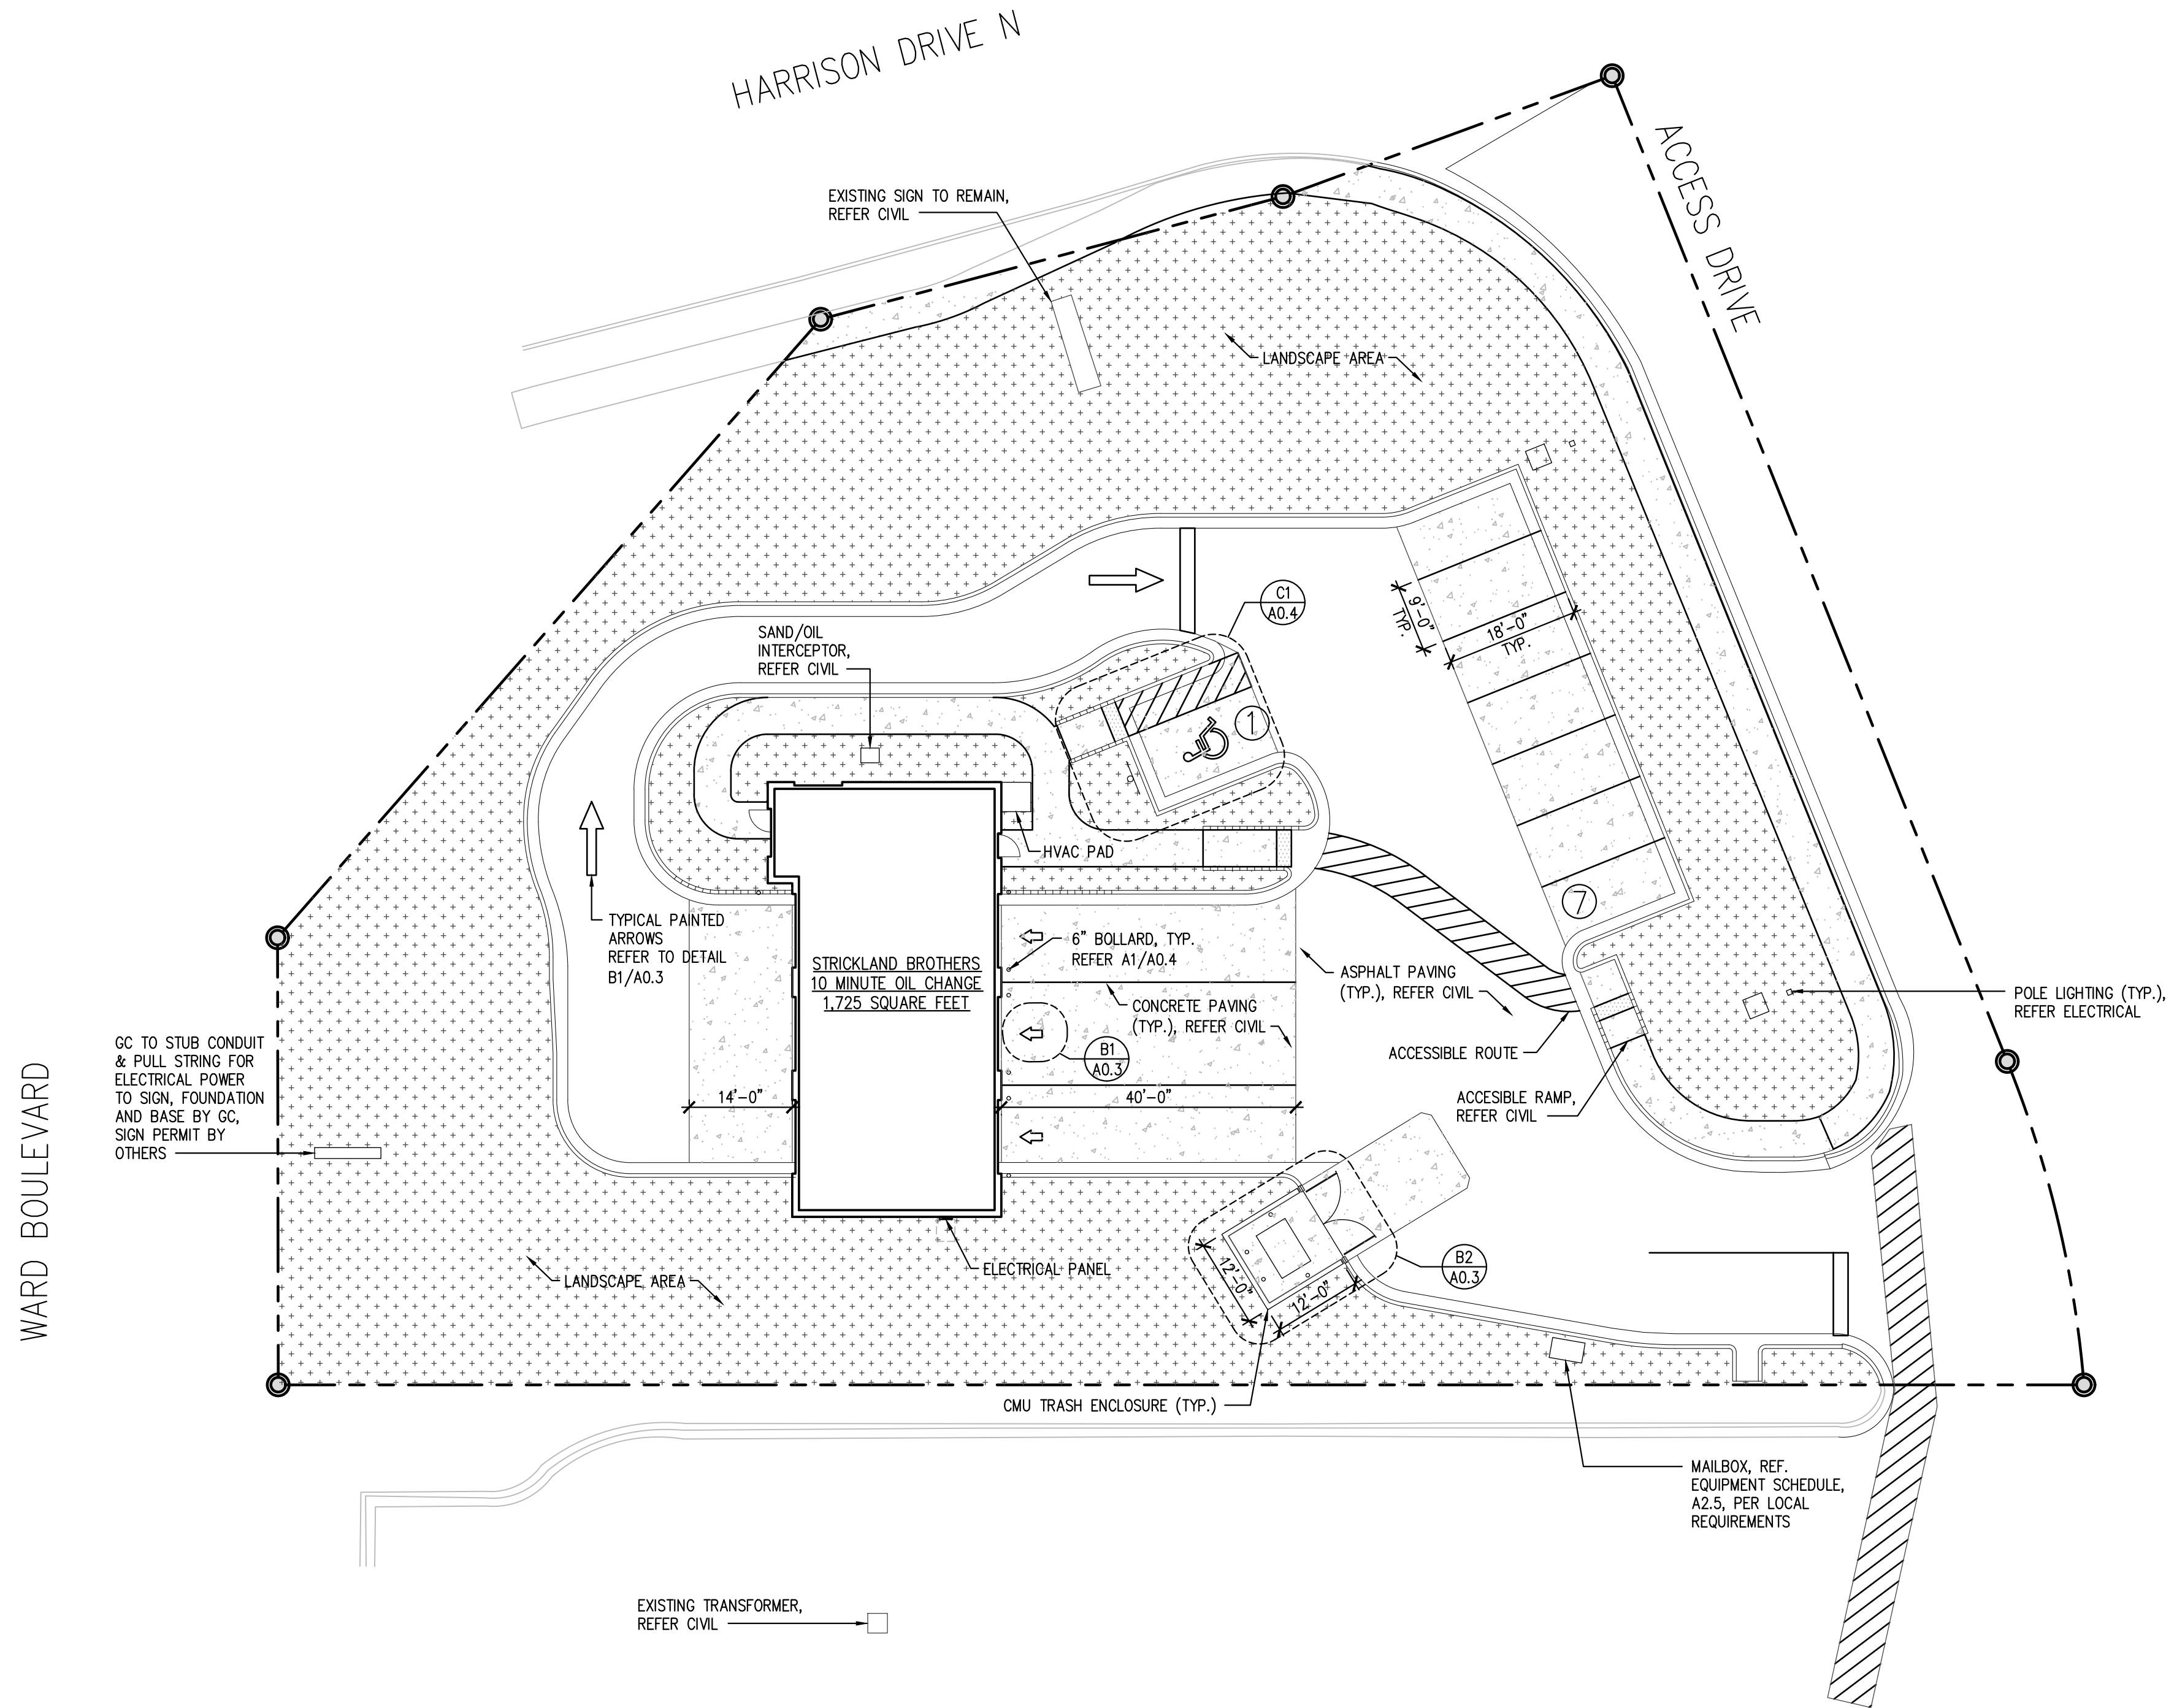 HARRISON DRIVE N
ACCESS DRIVE
EXISTING SIGN TO REMAIN,
REFER CIVIL
LANDSCAPE AREA
C1
A0.4
9'-0"
TYP.
18'-0"
TYP.
SAND/OIL
INTERCEPTOR,
REFER CIVIL
1
HVAC PAD
7
TYPICAL PAINTED
ARROWS
REFER TO DETAIL
B1/A0.3
STRICKLAND BROTHERS
10 MINUTE OIL CHANGE
1,725 SQUARE FEET
6" BOLLARD, TYP.
REFER A1/A0.4
CONCRETE PAVING
(TYP.), REFER CIVIL
ASPHALT PAVING
(TYP.), REFER CIVIL
POLE LIGHTING (TYP.),
REFER ELECTRICAL
B1
A0.3
ACCESSIBLE ROUTE
ACCESIBLE RAMP,
REFER CIVIL
GC TO STUB CONDUIT
& PULL STRING FOR
ELECTRICAL POWER
TO SIGN, FOUNDATION
AND BASE BY GC,
SIGN PERMIT BY
OTHERS
WARD BOULEVARD
14'-0"
40'-0"
LANDSCAPE AREA
ELECTRICAL PANEL
12'-0"
12'-0"
B2
A0.3
CMU TRASH ENCLOSURE (TYP.)
MAILBOX, REF.
EQUIPMENT SCHEDULE,
A2.5, PER LOCAL
REQUIREMENTS
EXISTING TRANSFORMER,
REFER CIVIL